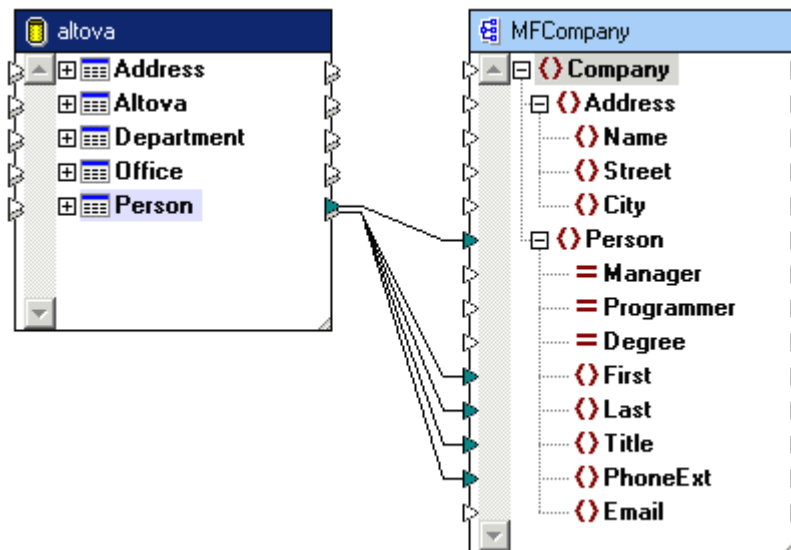 altova
Address
Altova
Department
Office
Person
MFCompany
Company
Address
Name
Street
City
Person
Manager
Programmer
Degree
First
Last
Title
PhoneExt
Email